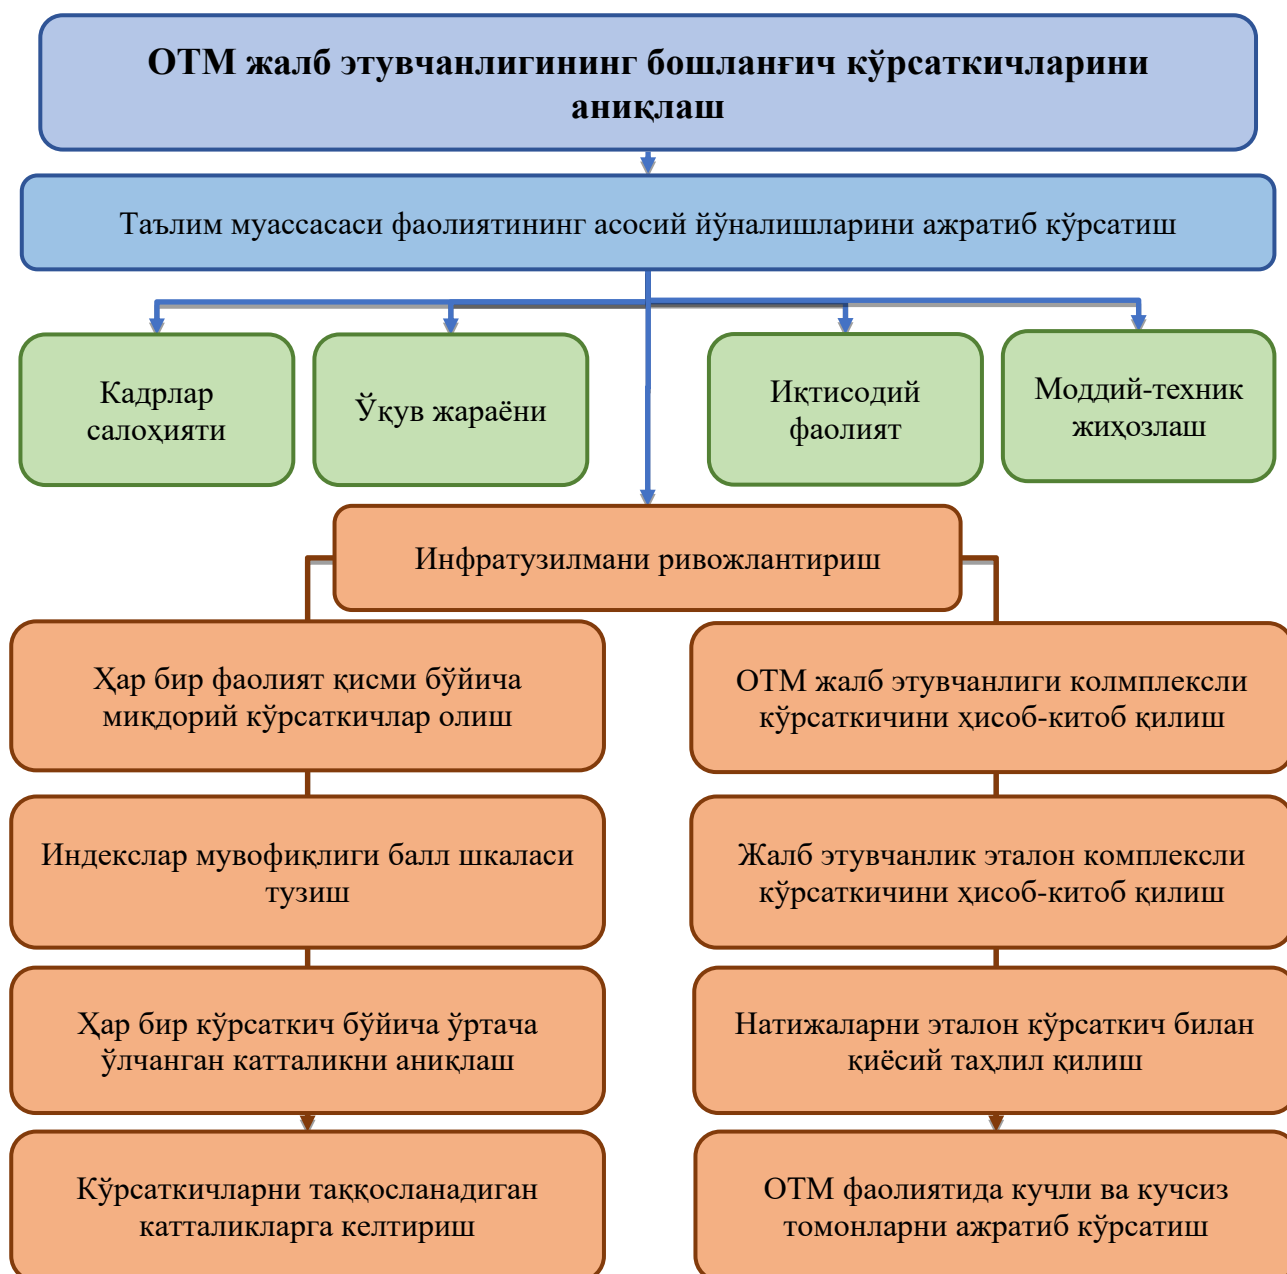 ОТМ жалб этувчанлигининг бошланғич кўрсаткичларини
аниқлаш
Таълим муассасаси фаолиятининг асосий йўналишларини ажратиб кўрсатиш
Кадрлар
салоҳияти
Ўқув жараёни
Иқтисодий
фаолият
Моддий-техник
жиҳозлаш
Инфратузилмани ривожлантириш
Ҳар бир фаолият қисми бўйича
миқдорий кўрсаткичлар олиш
Индекслар мувофиқлиги балл шкаласи
тузиш
Ҳар бир кўрсаткич бўйича ўртача
ўлчанган катталикни аниқлаш
Кўрсаткичларни таққосланадиган
катталикларга келтириш
ОТМ жалб этувчанлиги колмплексли
кўрсаткичини ҳисоб-китоб қилиш
Жалб этувчанлик эталон комплексли
кўрсаткичини ҳисоб-китоб қилиш
Натижаларни эталон кўрсаткич билан
қиёсий таҳлил қилиш
ОТМ фаолиятида кучли ва кучсиз
томонларни ажратиб кўрсатиш